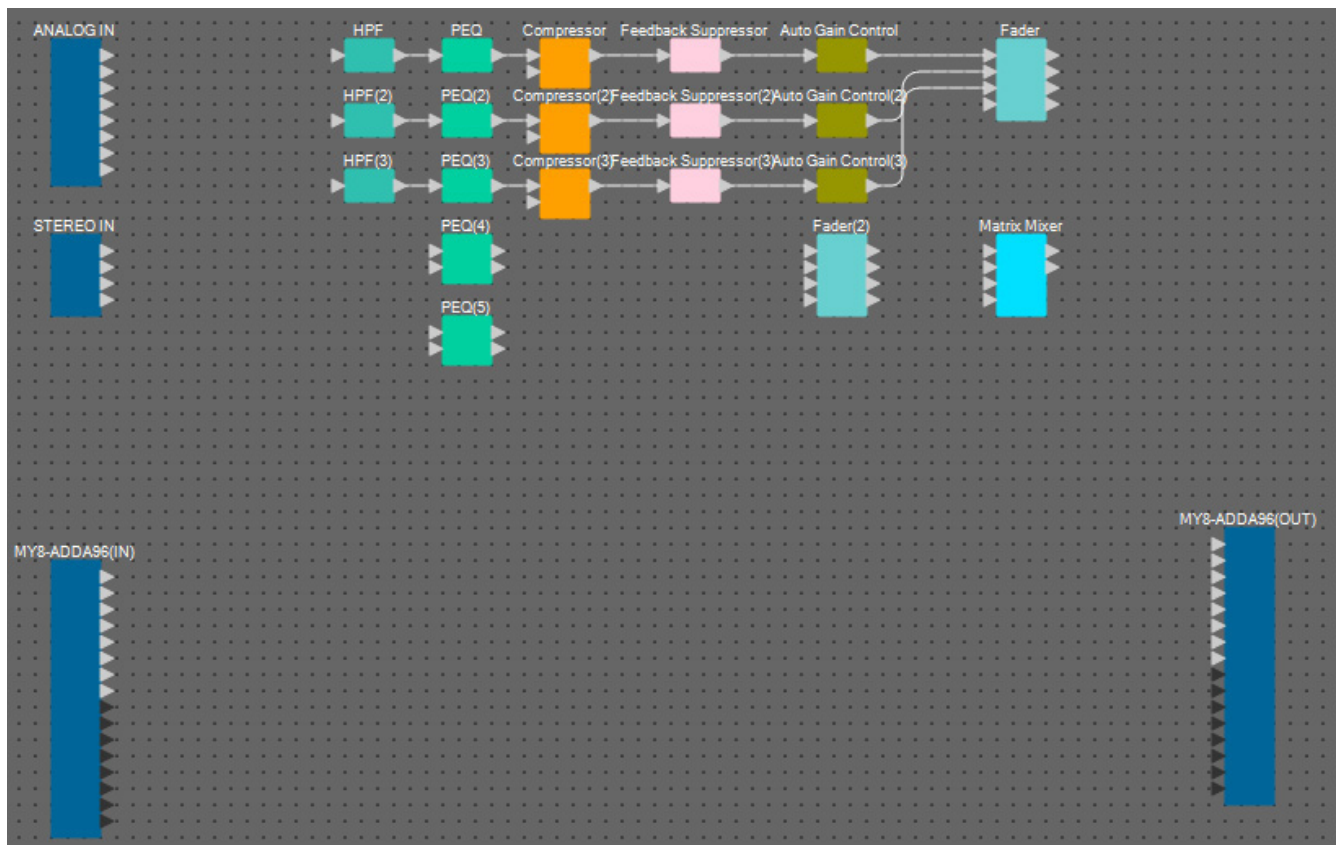 ANALOG IN
HPF
PEQ
Compressor
Feedback Suppressor
Auto Gain Control
Fader
HPF(2)
PEQ(2)
Compressor(2)
Feedback Suppressor(2)
Auto Gain Control(2)
HPF(3)
PEQ(3)
Compressor(3)
Feedback Suppressor(3)
Auto Gain Control(3)
STEREO IN
PEQ(4)
Fader(2)
Matrix Mixer
PEQ(5)
MY8-ADDA96(OUT)
MY8-ADDA96(IN)